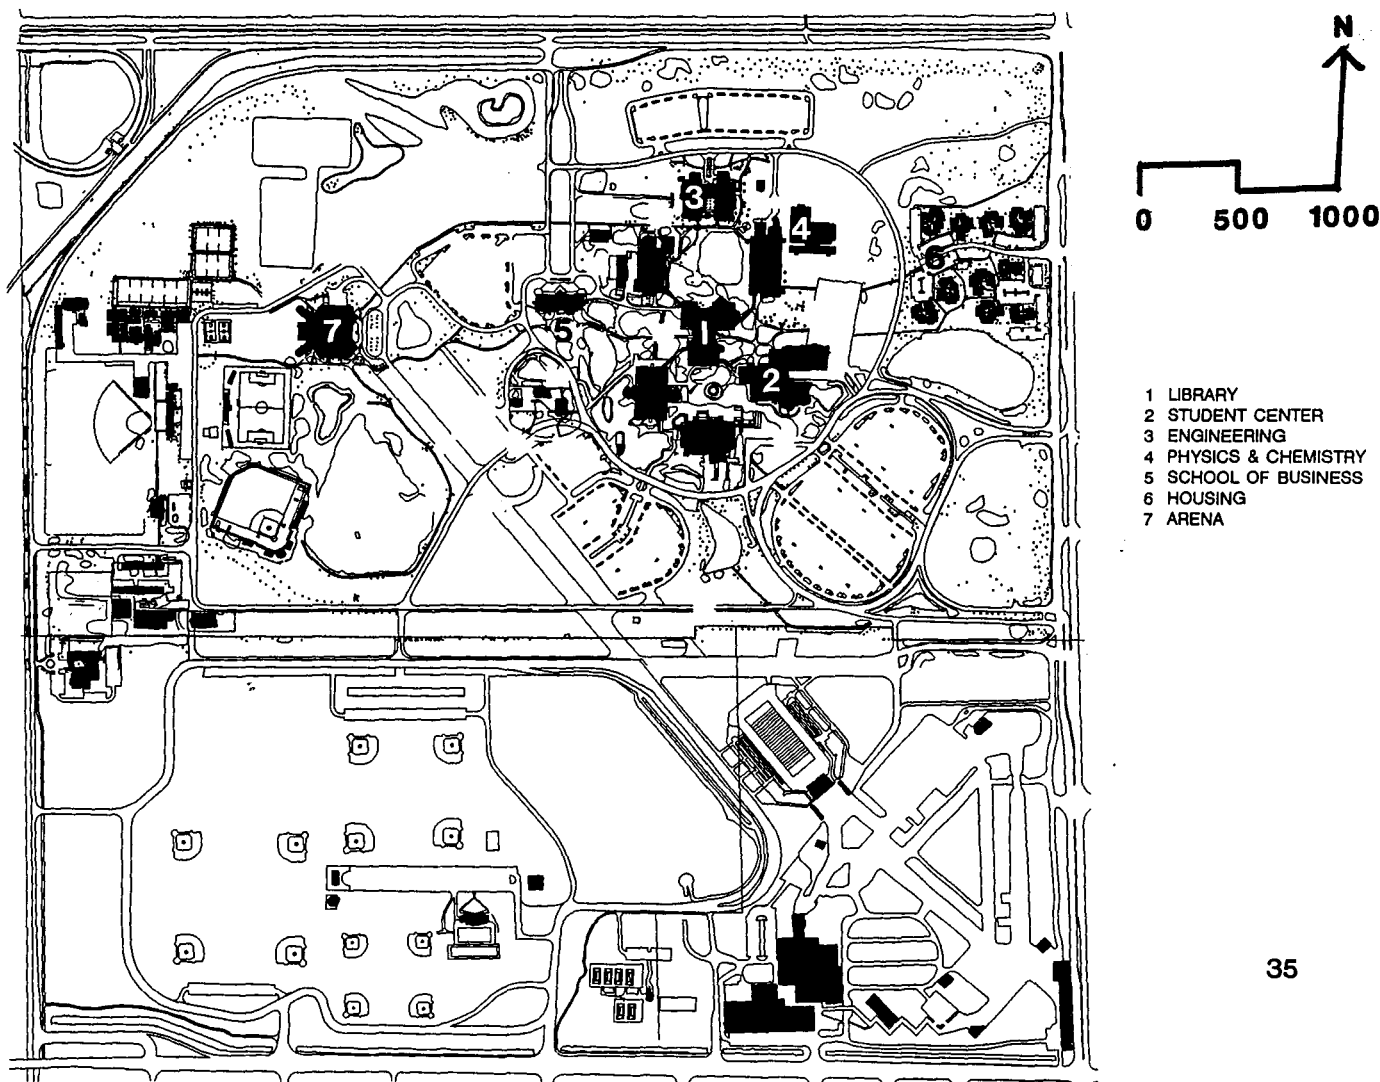 N
0 500 1000
3
4
6
1
7
5
2
1 LIBRARY
2 STUDENT CENTER
3 ENGINEERING
4 PHYSICS & CHEMISTRY
5 SCHOOL OF BUSINESS
6 HOUSING
7 ARENA
35